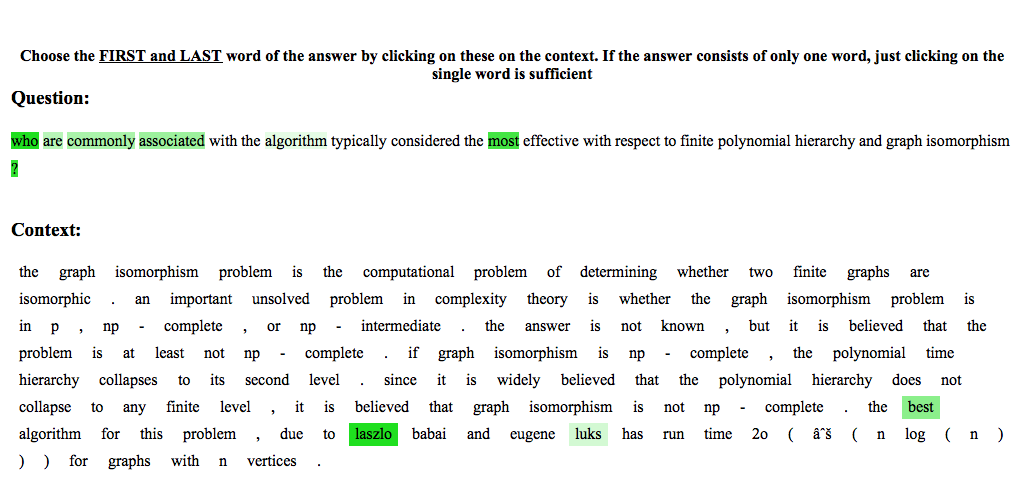 Choose the FIRST and LAST word of the answer by clicking on these on the context. If the answer consists of only one word, just clicking on the
single word is sufficient
Question:
who are commonly associated with the algorithm typically considered the most effective with respect to finite polynomial hierarchy and graph isomorphism
?
Context:
the graph isomorphism problem is the computational problem of determining whether two finite graphs are
isomorphic . an important unsolved problem in complexity theory is whether the graph isomorphism problem is
in p , np - complete , or np - intermediate . the answer is not known , but it is believed that the
problem is at least not np - complete . if graph isomorphism is np - complete , the polynomial time
hierarchy collapses to its second level . since it is widely believed that the polynomial hierarchy does not
collapse to any finite level , it is believed that graph isomorphism is not np - complete . the best
algorithm for this problem , due to laszlo babai and eugene luks has run time 2o ( âˆš ( n log ( n )
) ) for graphs with n vertices .